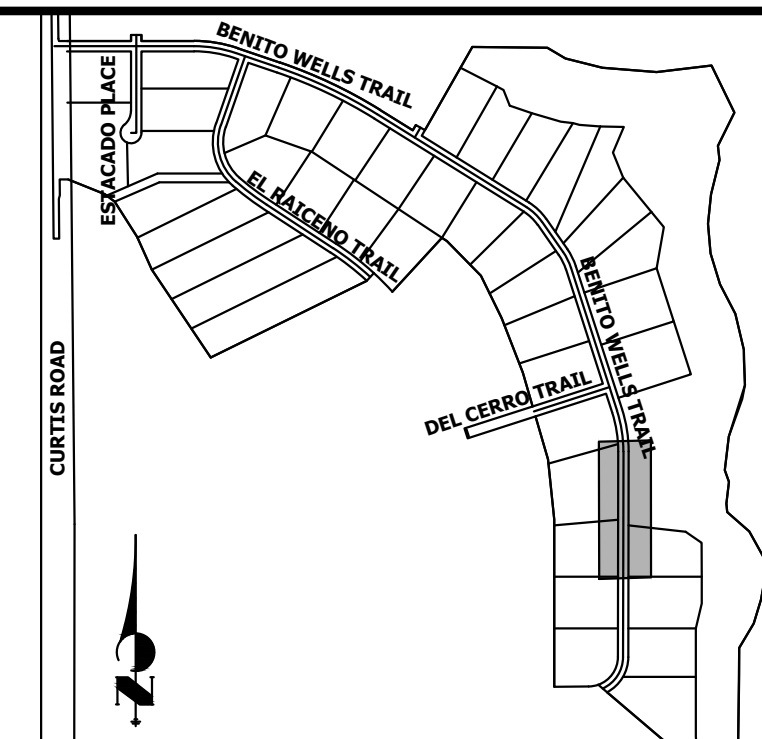 BENITO WELLS TRAIL
ESTACADO PLACE
EL RAICENO TRAIL
BENITO WELLS TRAIL
CURTIS ROAD
DEL CERRO TRAIL
N